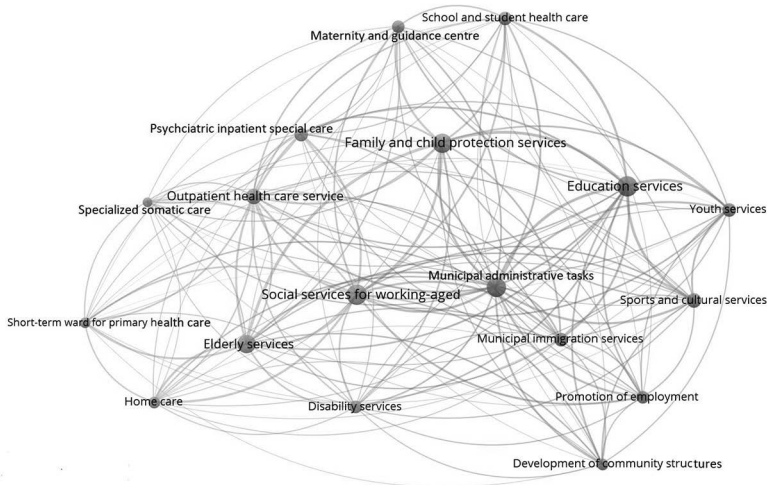 School and student health care
Maternity and guidance centre
Psychciatric inpatient special care
Family and child protection services
Education services
Outpatient health care service
Specialized somatic care
Youth services
Municipal administrative tasks
Social services for working-aged
Sports and cultural services
Short-term ward for primary health care
Elderly services
Municipal immigration services
Home care
Disability services
Promotion of employment
Development of community structures